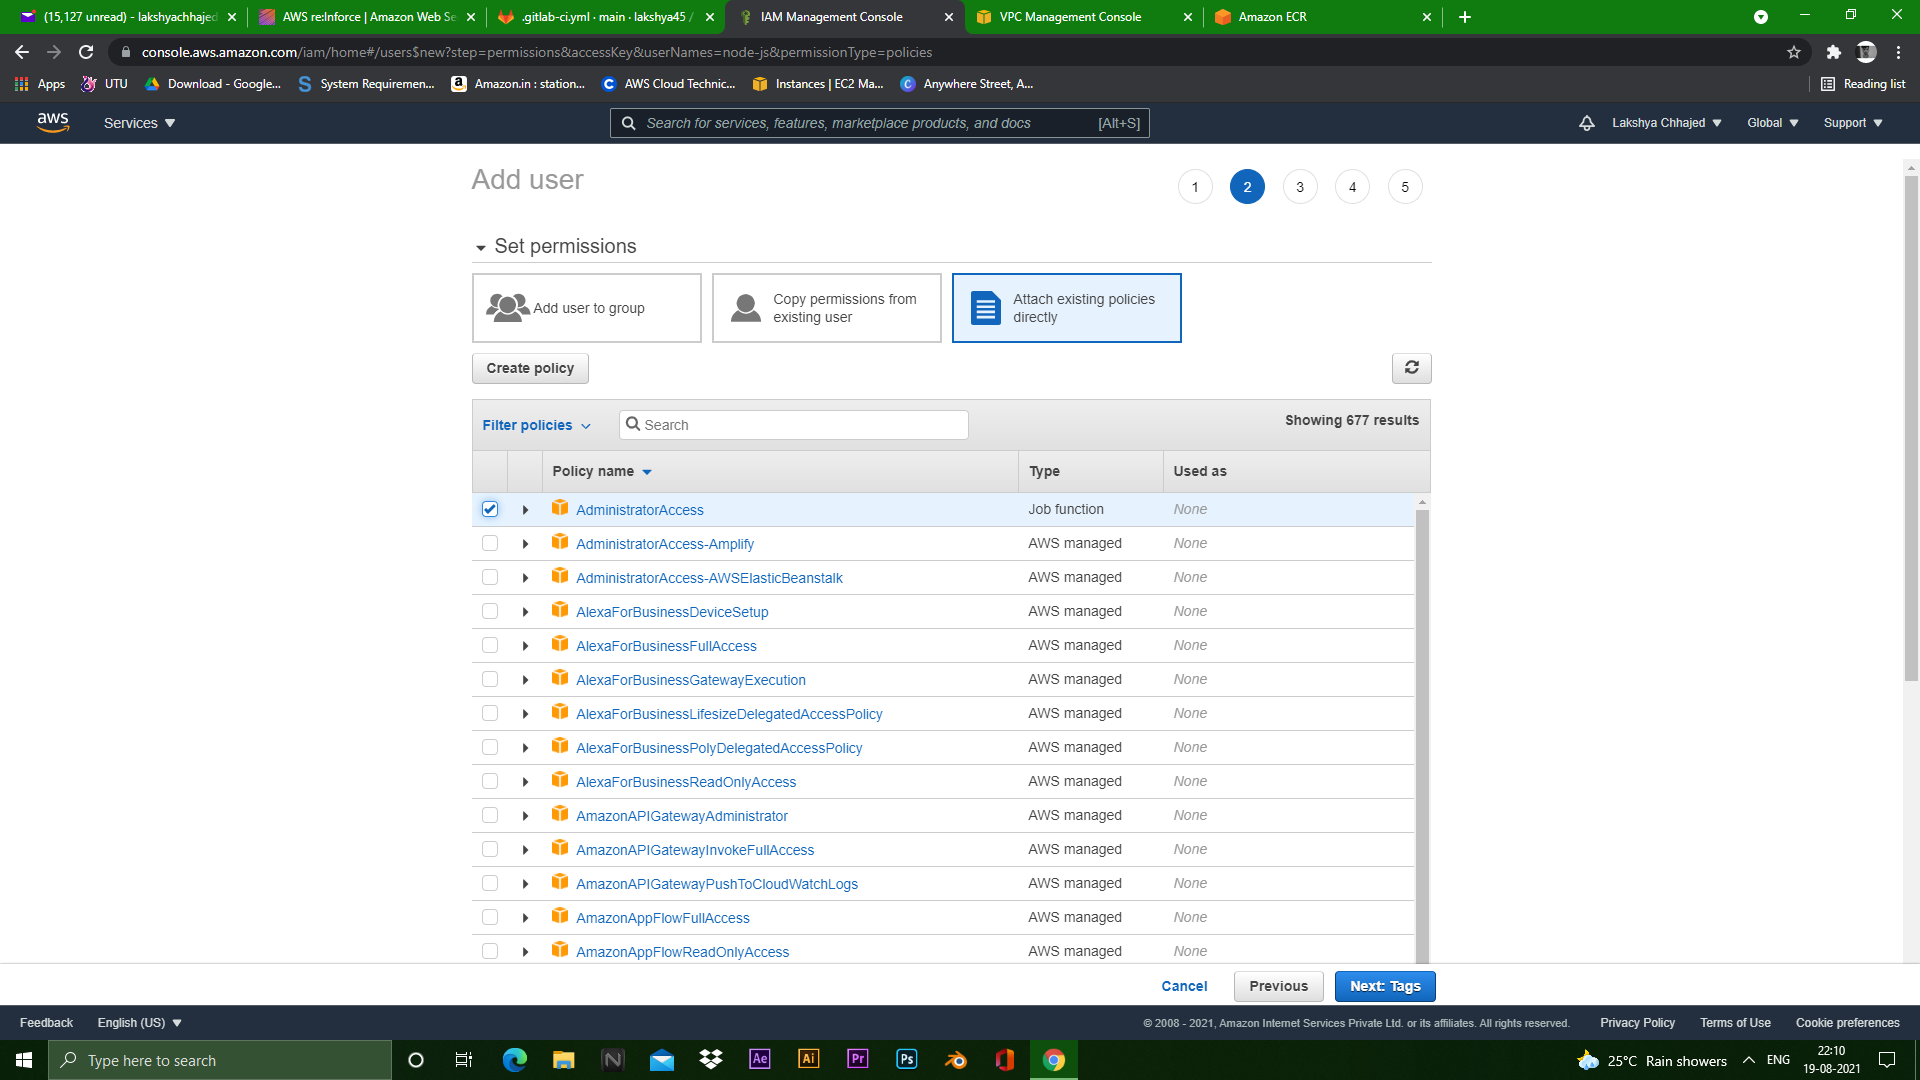 (15,127 unread) - lakshyachhajed
AWS re:Inforce | Amazon Web Se
.gitlab-ci.yml · main · lakshya45 /
IAM Management Console
VPC Management Console
Amazon ECR
console.aws.amazon.com/iam/home#/users$new?step=permissions&accessKey&userNames=node-js&permissionType=policies
Apps
UTU
Download - Google...
System Requiremen...
Amazon.in : station...
AWS Cloud Technic...
Instances | EC2 Ma...
Anywhere Street, A...
Reading list
aws
Services
Search for services, features, marketplace products, and docs [Alt+S]
Lakshya Chhajed
Global
Support
Add user
1 2 3 4 5
Set permissions
Add user to group
Copy permissions from
existing user
Attach existing policies
directly
Create policy
Filter policies
Search
Showing 677 results
Policy name Type Used as
AdministratorAccess Job function None
AdministratorAccess-Amplify AWS managed None
AdministratorAccess-AWSElasticBeanstalk AWS managed None
AlexaForBusinessDeviceSetup AWS managed None
AlexaForBusinessFullAccess AWS managed None
AlexaForBusinessGatewayExecution AWS managed None
AlexaForBusinessLifesizeDelegatedAccessPolicy AWS managed None
AlexaForBusinessPolyDelegatedAccessPolicy AWS managed None
AlexaForBusinessReadOnlyAccess AWS managed None
AmazonAPIGatewayAdministrator AWS managed None
AmazonAPIGatewayInvokeFullAccess AWS managed None
AmazonAPIGatewayPushToCloudWatchLogs AWS managed None
AmazonAppFlowFullAccess AWS managed None
AmazonAppFlowReadOnlyAccess AWS managed None
Cancel
Previous
Next: Tags
Feedback
English (US)
© 2008 - 2021, Amazon Internet Services Private Ltd. or its affiliates. All rights reserved.
Privacy Policy
Terms of Use
Cookie preferences
Type here to search
Ae
Ai
Pr
Ps
25°C Rain showers
ENG
22:10
19-08-2021